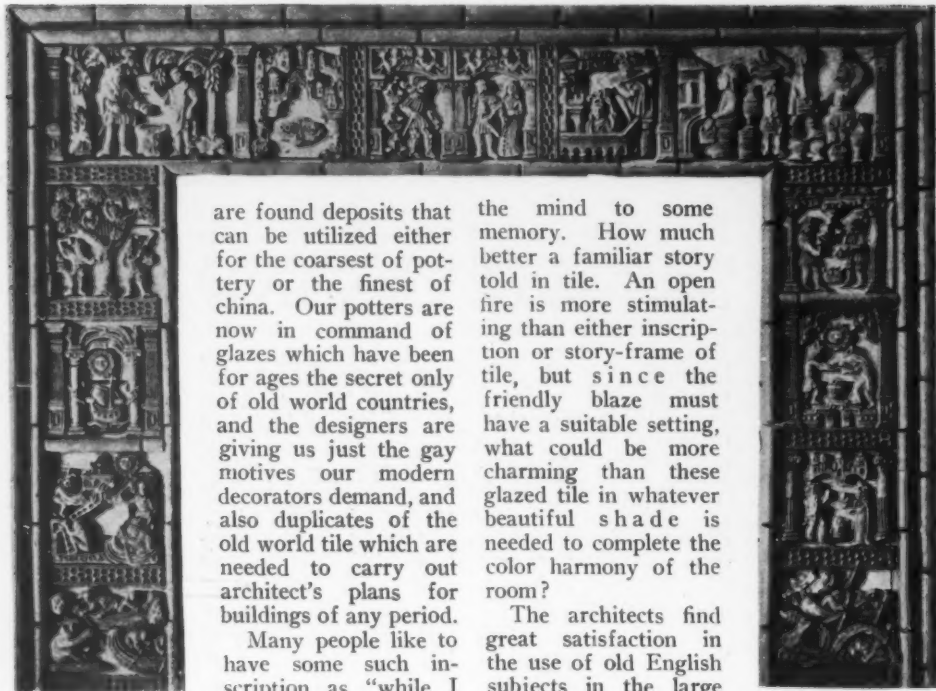 are found deposits that
can be utilized either
for the coarsest of pot-
tery or the finest of
china. Our potters are
now in command of
glazes which have been
for ages the secret only
of old world countries,
and the designers are
giving us just the gay
motives our modern
decorators demand, and
also duplicates of the
old world tile which are
needed to carry out
architect's plans for
buildings of any period.
Many people like to
have some such in-
scription as "while I
the mind to some
memory. How much
better a familiar story
told in tile. An open
fire is more stimulat-
ing than either inscrip-
tion or story-frame of
tile, but since the
friendly blaze must
have a suitable setting,
what could be more
charming than these
glazed tile in whatever
beautiful shade is
needed to complete the
color harmony of the
room?
The architects find
great satisfaction in
the use of old English
subjects in the large